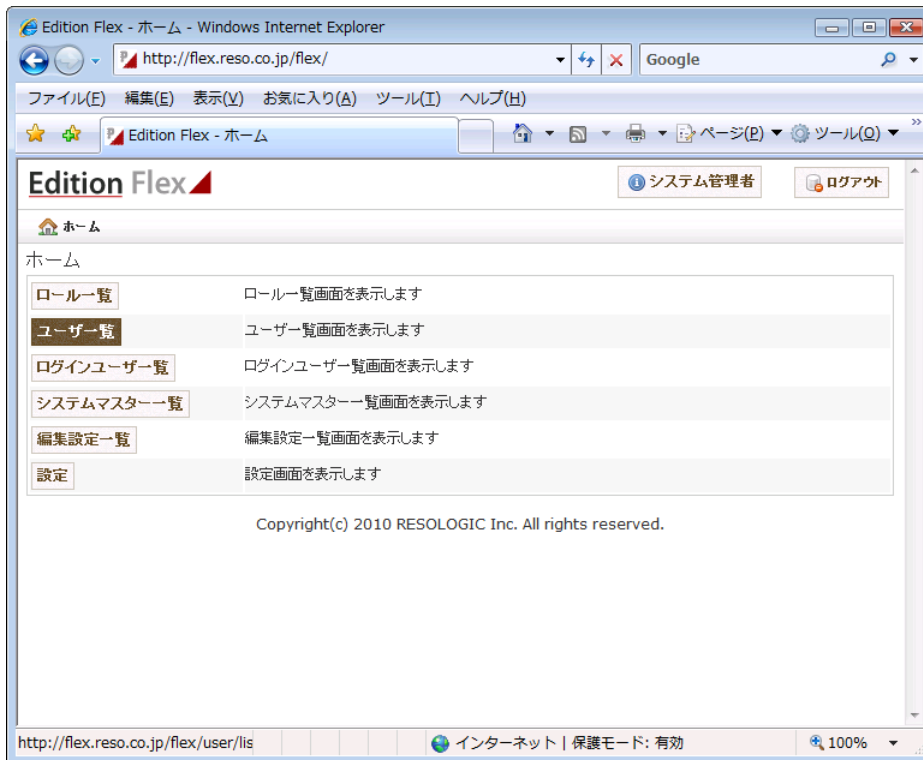 Edition Flex - ホーム - Windows Internet Explorer
http://flex.reso.co.jp/flex/
Google
ファイル(F) 編集(E) 表示(V) お気に入り(A) ツール(T) ヘルプ(H)
Edition Flex - ホーム
ページ(P) ツール(O)
Edition Flex
システム管理者
ログアウト
ホーム
ホーム
ロール一覧 ロール一覧画面を表示します
ユーザ一覧 ユーザ一覧画面を表示します
ログインユーザ一覧 ログインユーザ一覧画面を表示します
システムマスター一覧 システムマスター一覧画面を表示します
編集設定一覧 編集設定一覧画面を表示します
設定 設定画面を表示します
Copyright(c) 2010 RESOLOGIC Inc. All rights reserved.
http://flex.reso.co.jp/flex/user/lis インターネット | 保護モード: 有効 100%